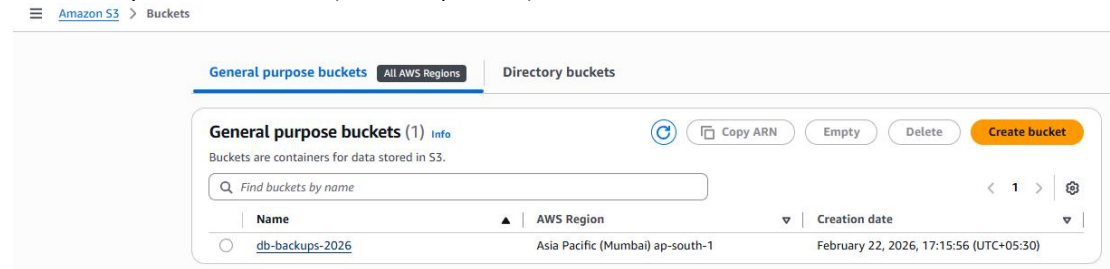 Amazon S3 > Buckets
General purpose buckets All AWS Regions Directory buckets
General purpose buckets (1) Info
Copy ARN Empty Delete Create bucket
Buckets are containers for data stored in S3.
Find buckets by name
< 1 >
Name AWS Region Creation date
db-backups-2026 Asia Pacific (Mumbai) ap-south-1 February 22, 2026, 17:15:56 (UTC+05:30)